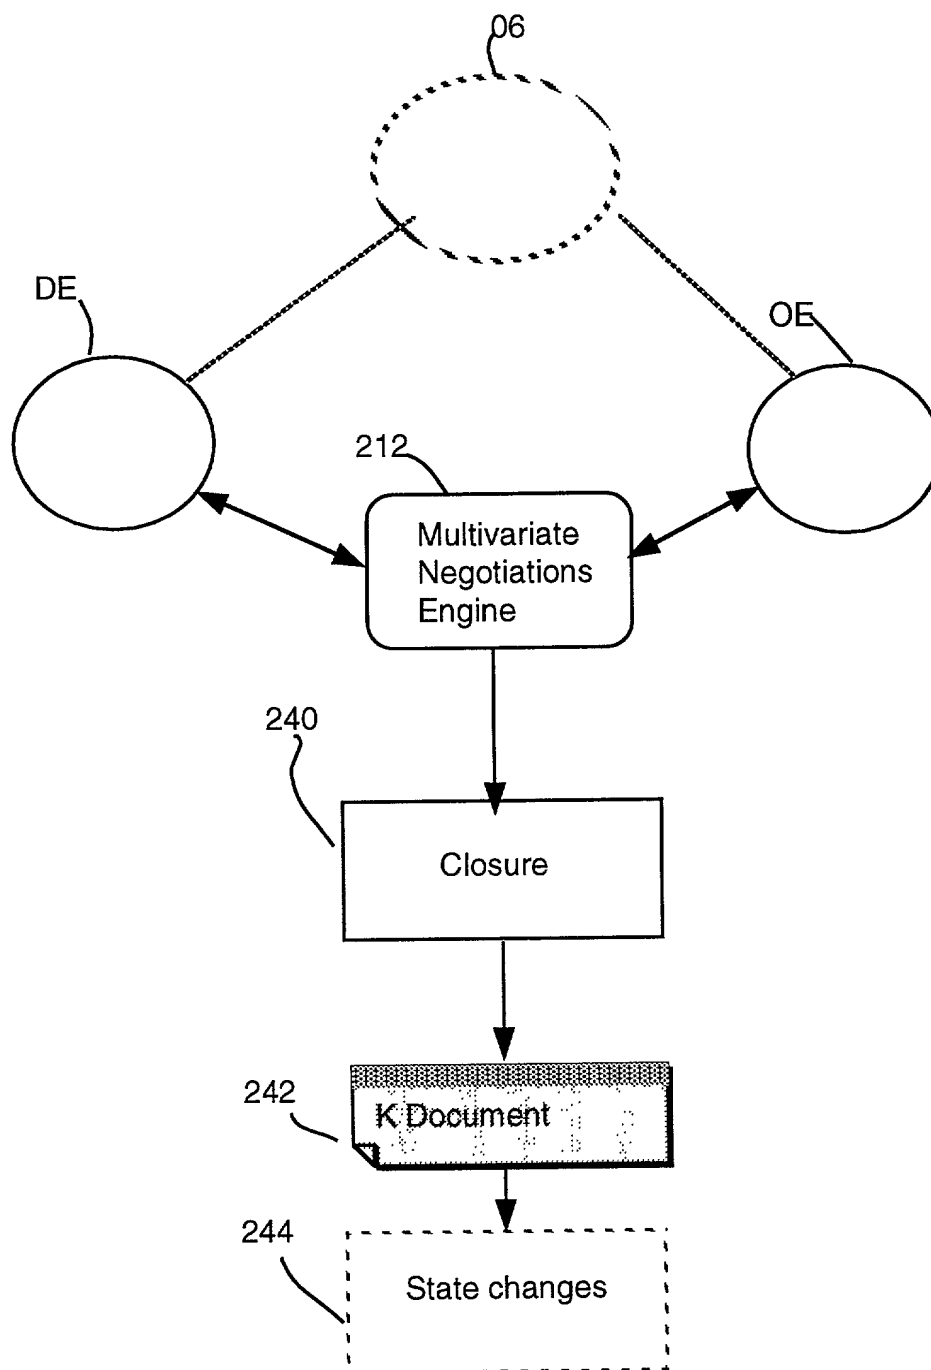 06
DE
OE
212
Multivariate
Negotiations
Engine
240
Closure
242
K Document
244
State changes